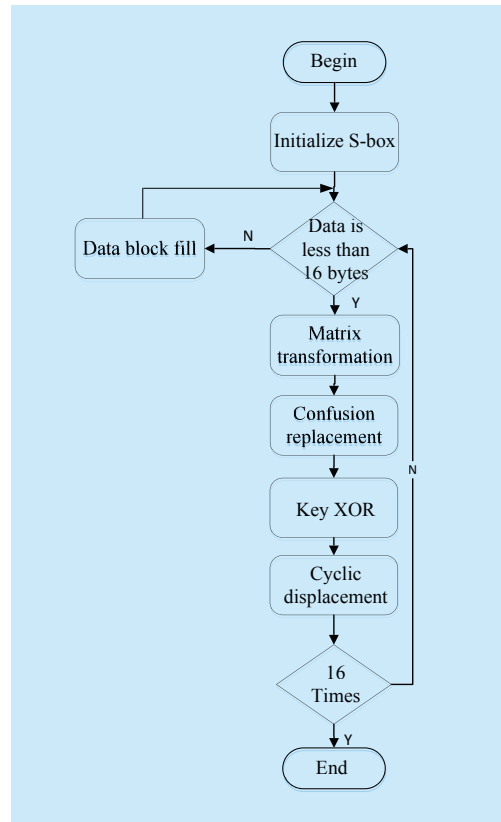 Begin
Initialize S-box
Data is
less than
16 bytes
N
Data block fill
Y
Matrix
transformation
Confusion
replacement
N
Key XOR
Cyclic
displacement
16
Times
Y
End